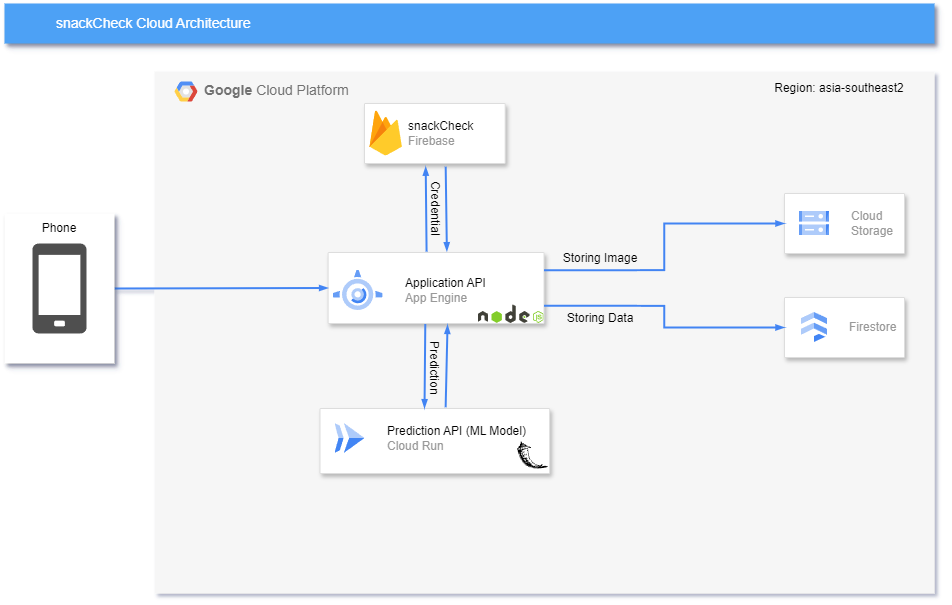 snackCheck Cloud Architecture
Google Cloud Platform
Region: asia-southeast2
snackCheck
Firebase
Credential
Phone
Cloud
Storage
Storing Image
Application API
App Engine
node
JS
Storing Data
Firestore
Prediction
Prediction API (ML Model)
Cloud Run